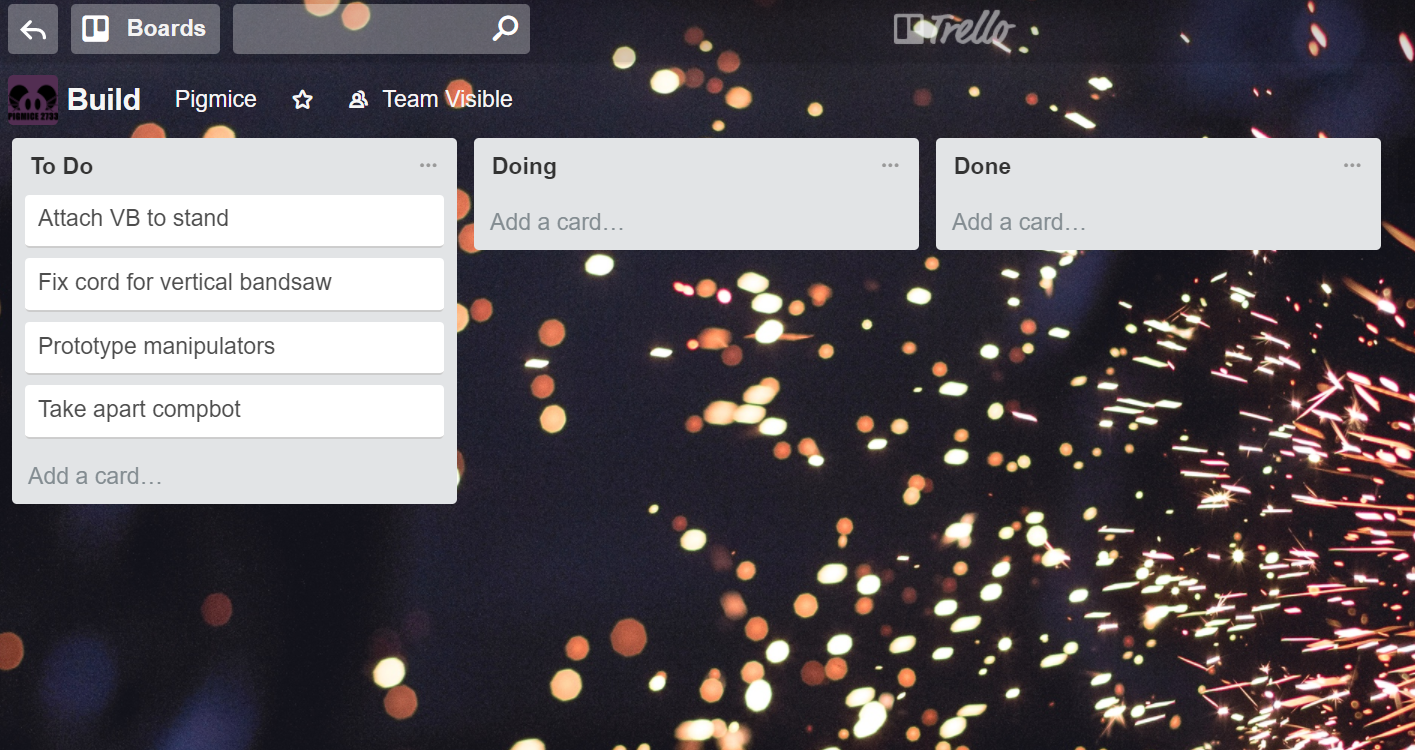 Boards
Trello
PIGMICE 2733
Build
Pigmice
Team Visible
To Do
Attach VB to stand
Fix cord for vertical bandsaw
Prototype manipulators
Take apart compbot
Add a card…
Doing
Add a card…
Done
Add a card…